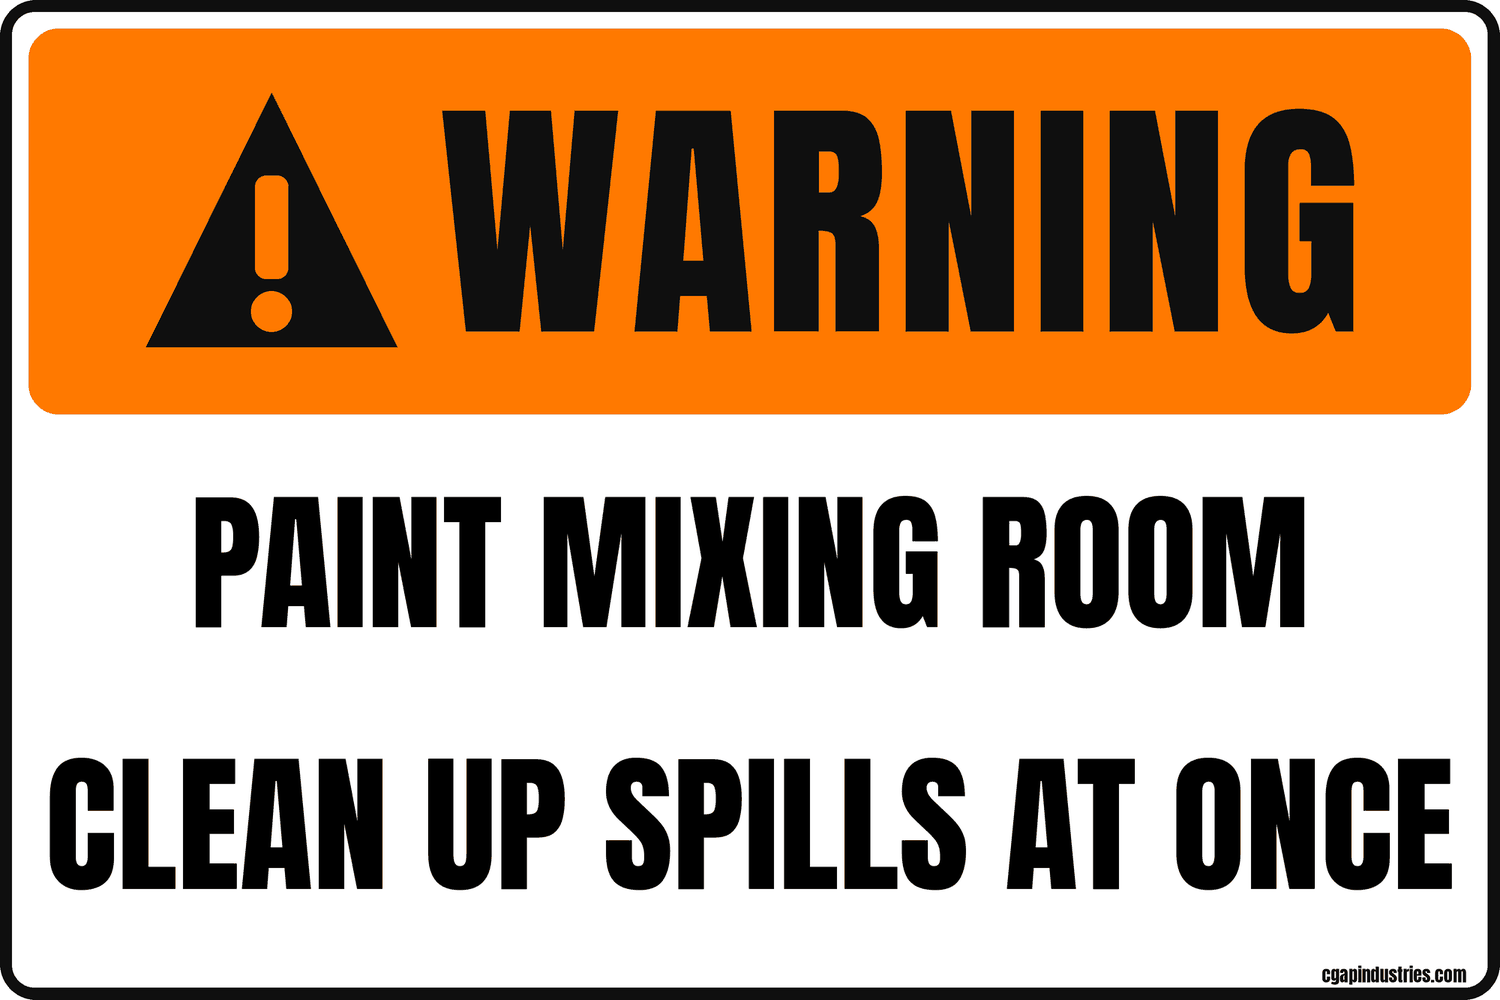 WARNING
PAINT MIXING ROOM
CLEAN UP SPILLS AT ONCE
cgapindustries.com